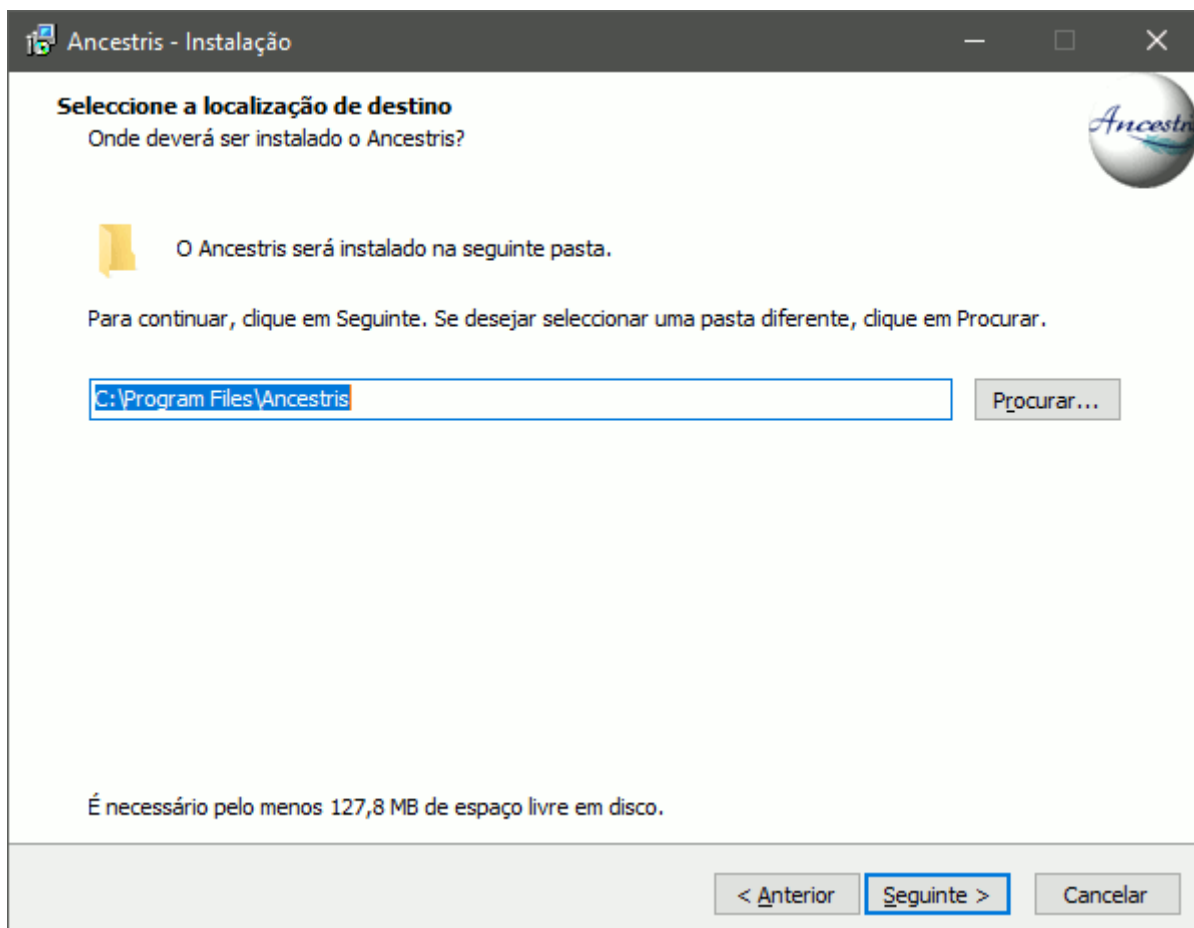 Ancestris - Instalação
Seleccione a localização de destino
Onde deverá ser instalado o Ancestris?
Ancestri
O Ancestris será instalado na seguinte pasta.
Para continuar, clique em Seguinte. Se desejar seleccionar uma pasta diferente, clique em Procurar.
C:\Program Files\Ancestris
Procurar...
É necessário pelo menos 127,8 MB de espaço livre em disco.
< Anterior
Seguinte >
Cancelar